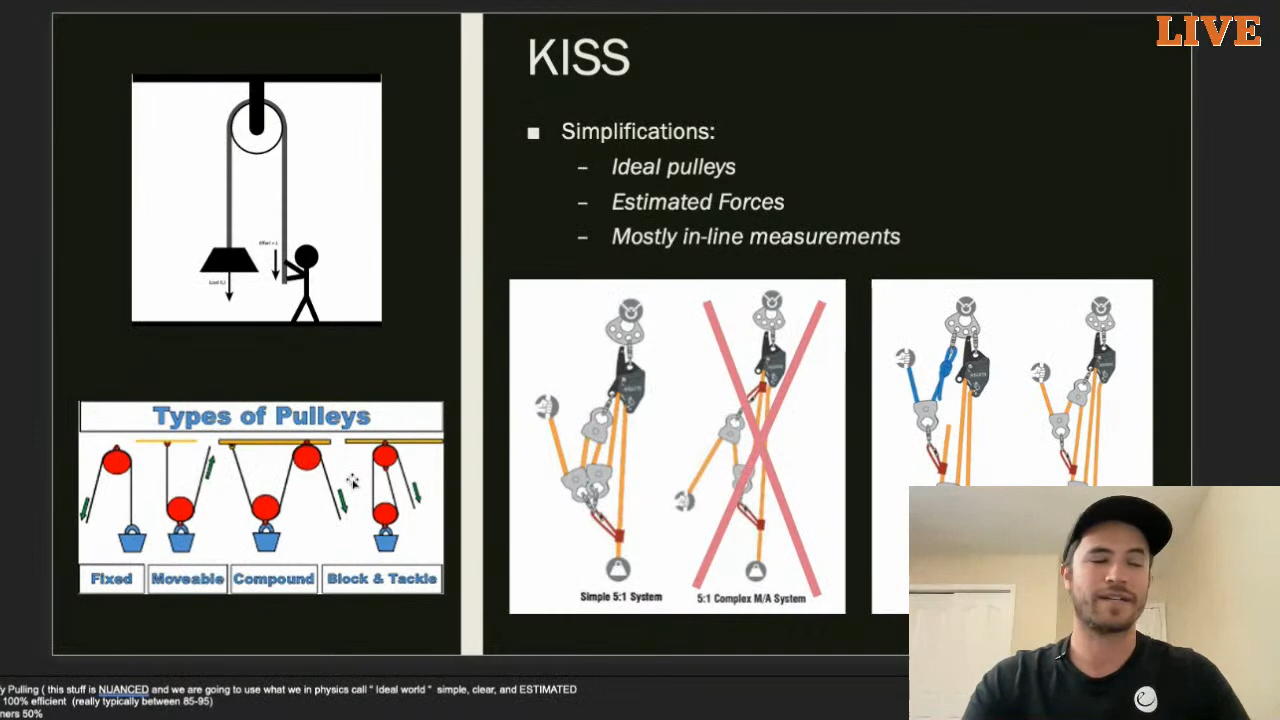 LIVE
KISS
Simplifications:
– Ideal pulleys
– Estimated Forces
– Mostly in-line measurements
Types of Pulleys
Fixed
Moveable
Compound
Block & Tackle
Simple 5:1 System
5:1 Complex M/A System
Pulling ( this stuff is NUANCED and we are going to use what we in physics call “ Ideal world ” simple, clear, and ESTIMATED
100% efficient (really typically between 85-95)
50%